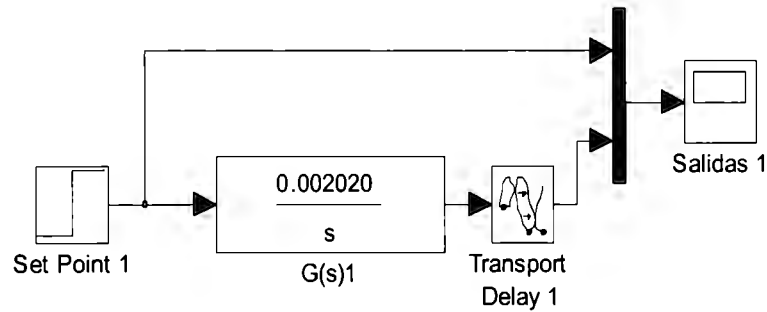 Salidas 1
0.002020
s
Set Point 1
G(s)1
Transport
Delay 1